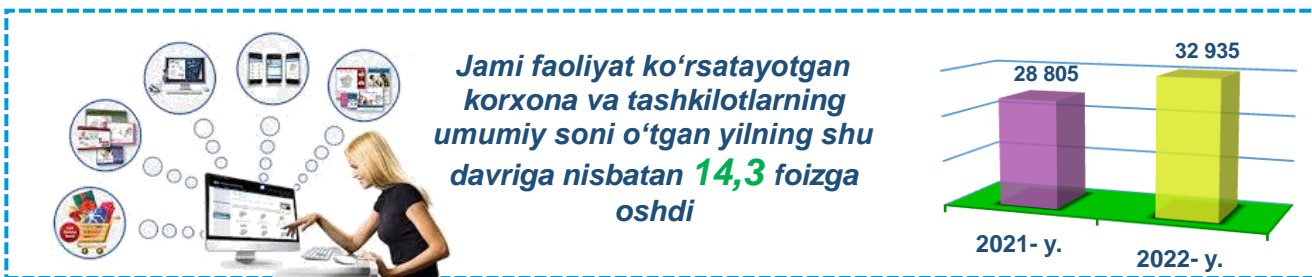 Jami faoliyat ko‘rsatayotgan
korxona va tashkilotlarning
umumiy soni o‘tgan yilning shu
davriga nisbatan 14,3 foizga
oshdi
32 935
28 805
2021- y.
2022- y.